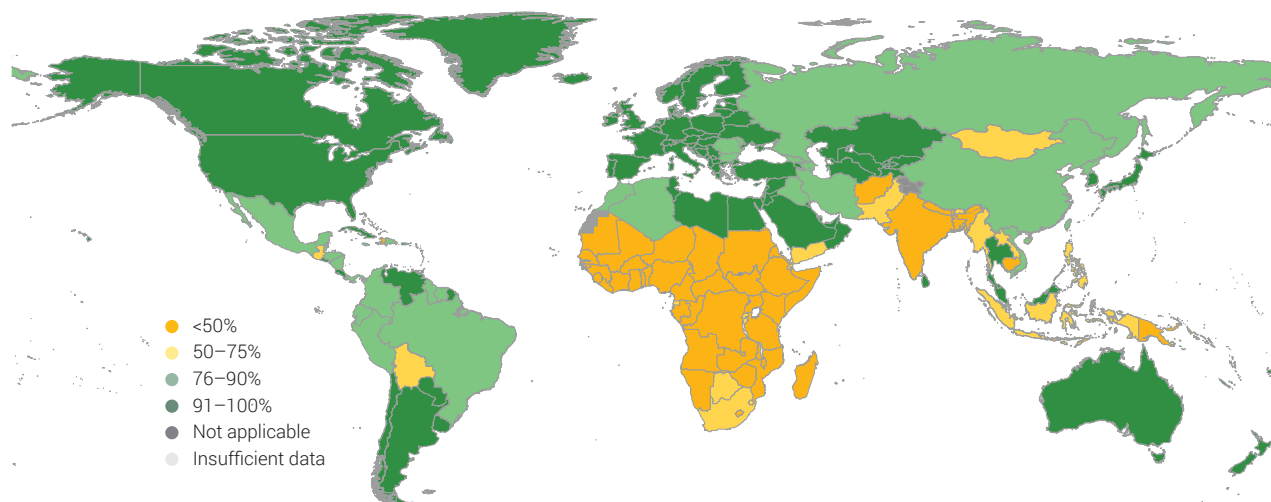 <50%
50–75%
76–90%
91–100%
Not applicable
Insufficient data